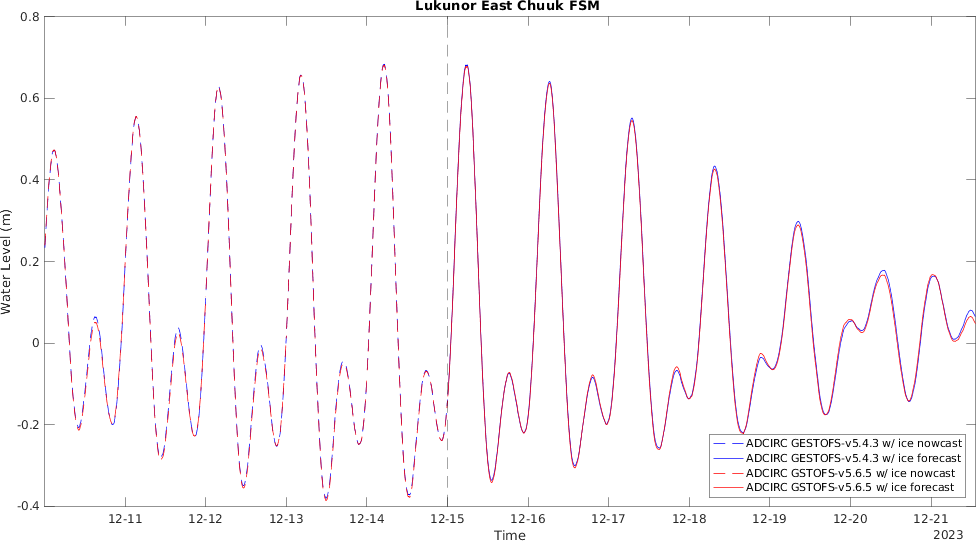 Lukunor East Chuuk FSM
0.8
0.6
0.4
0.2
0
-0.2
-0.4
Water Level (m)
ADCIRC GESTOFS-v5.4.3 w/ ice nowcast
ADCIRC GESTOFS-v5.4.3 w/ ice forecast
ADCIRC GSTOFS-v5.6.5 w/ ice nowcast
ADCIRC GSTOFS-v5.6.5 w/ ice forecast
12-11 12-12 12-13 12-14 12-15 12-16 12-17 12-18 12-19 12-20 12-21
Time
2023